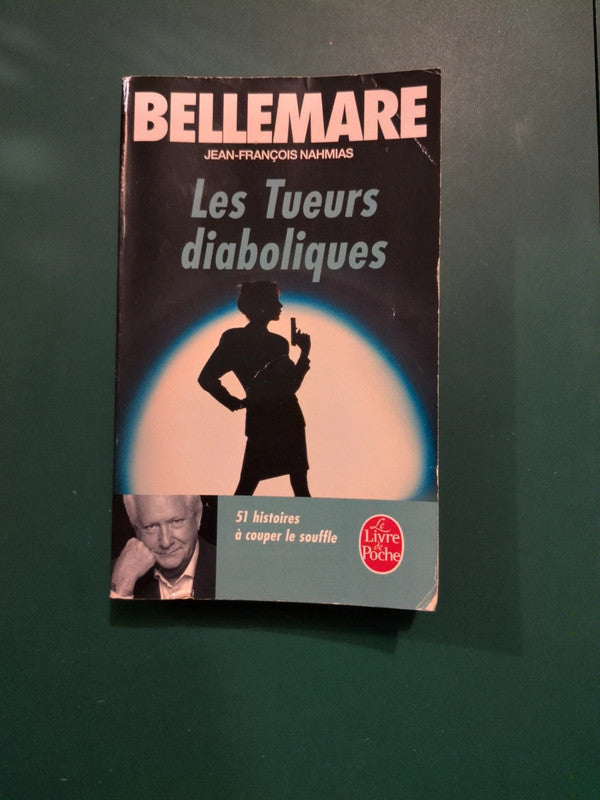 BELLEMARE
JEAN-FRANÇOIS NAHMIAS
Les Tueurs
diaboliques
51 histoires
à couper le souffle
Le
Livre
de
Poche